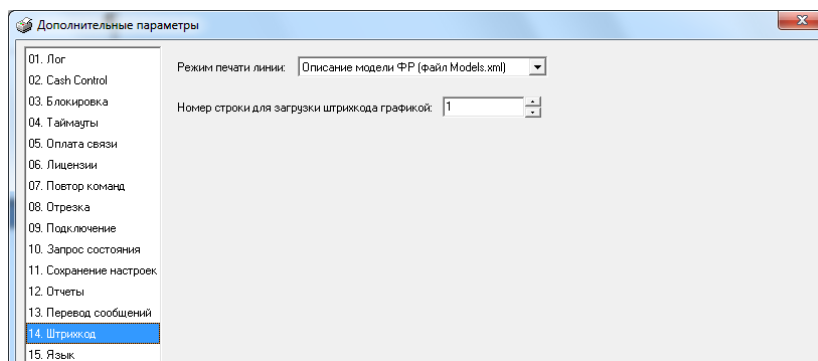 Дополнительные параметры
01. Лог
02. Cash Control
03. Блокировка
04. Таймауты
05. Оплата связи
06. Лицензии
07. Повтор команд
08. Отрезка
09. Подключение
10. Запрос состояния
11. Сохранение настроек
12. Отчеты
13. Перевод сообщений
14. Штрихкод
15. Язык
Режим печати линии: Описание модели ФР (файл Models.xml)
Номер строки для загрузки штрихкода графикой: 1